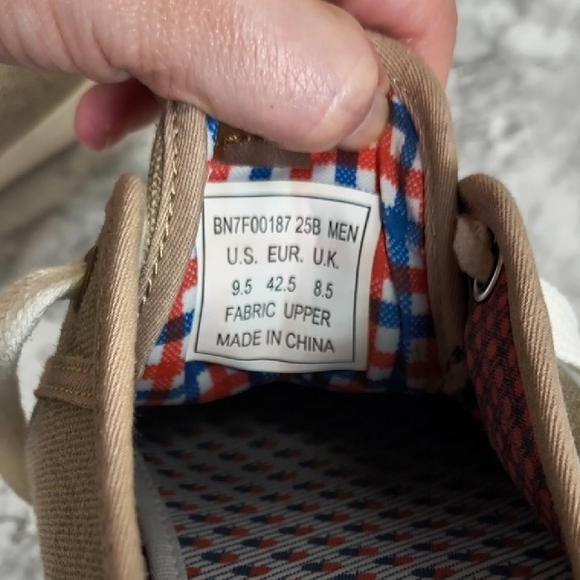 BN7F00187 25B MEN
U.S. EUR. U.K.
9.5 42.5 8.5
FABRIC UPPER
MADE IN CHINA